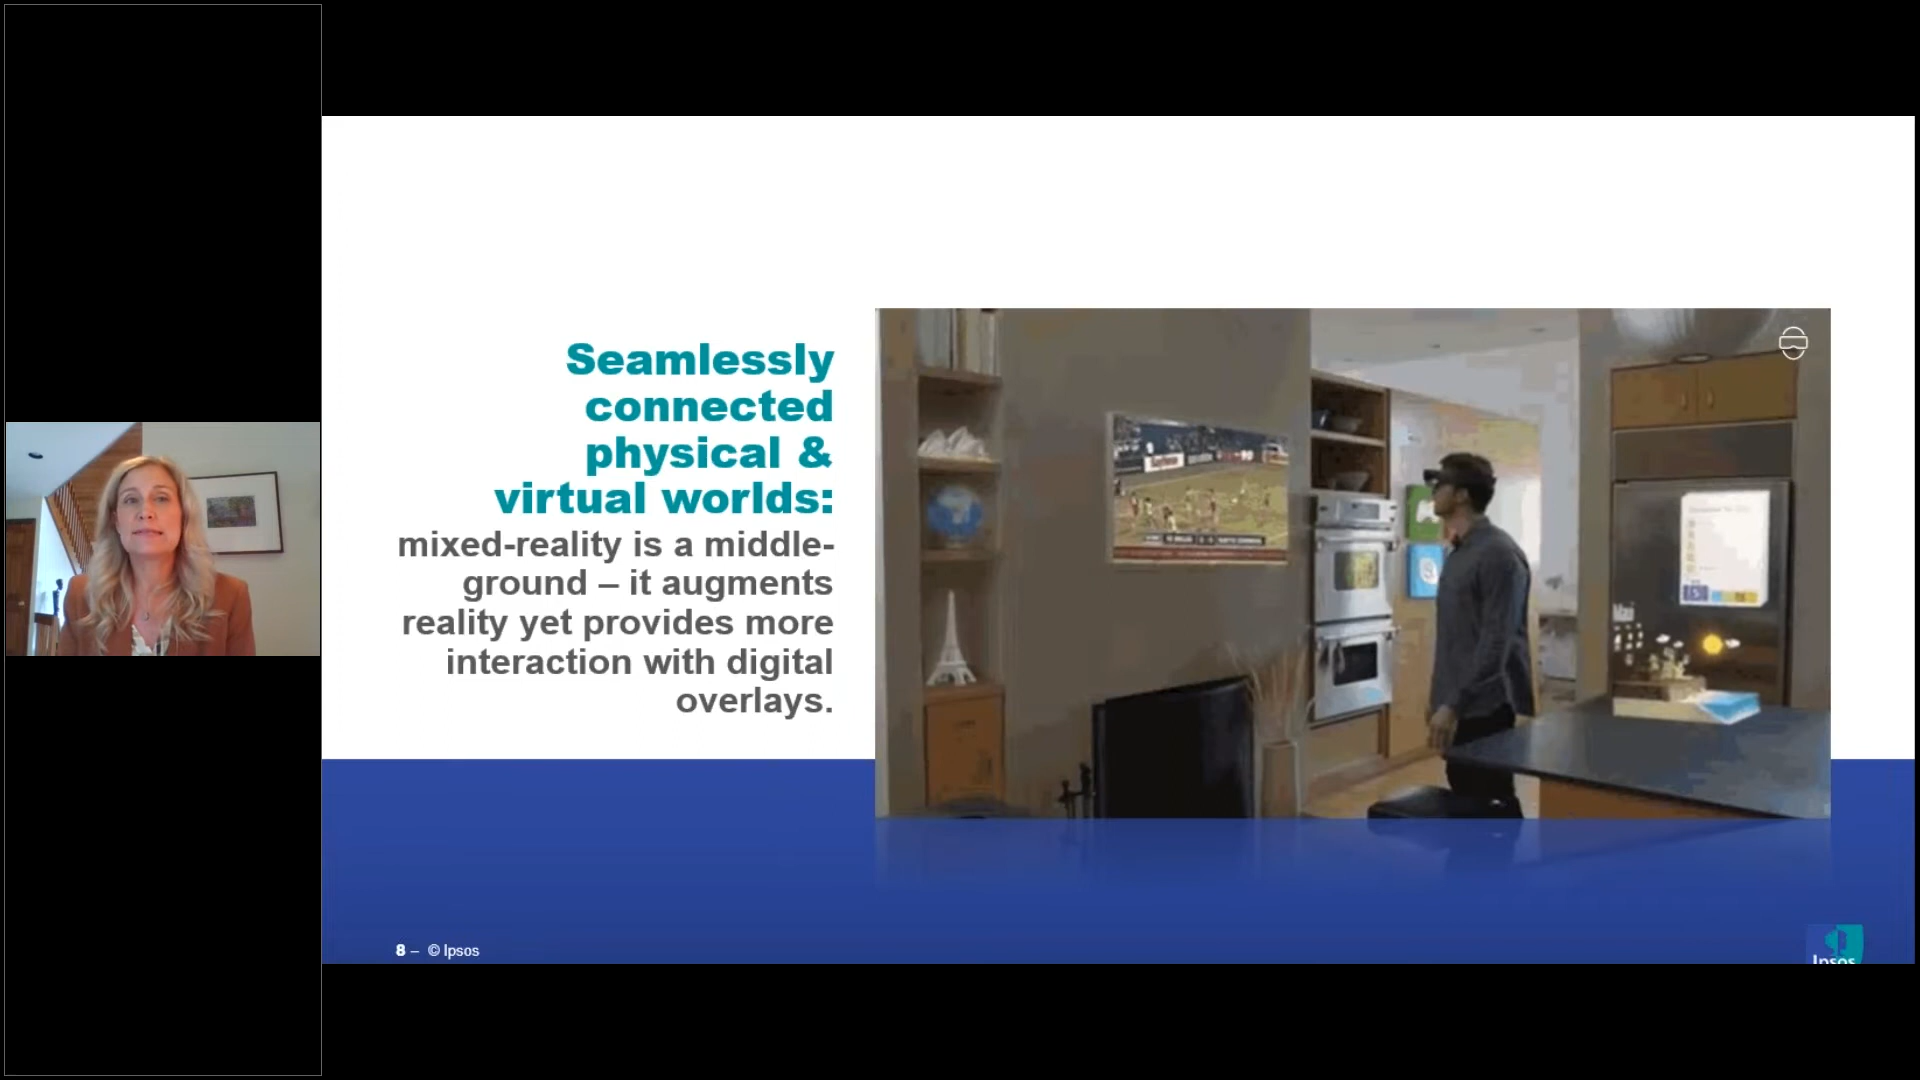 Seamlessly
connected
physical &
virtual worlds:
mixed-reality is a middle-
ground – it augments
reality yet provides more
interaction with digital
overlays.
8 – © Ipsos
Ipsos